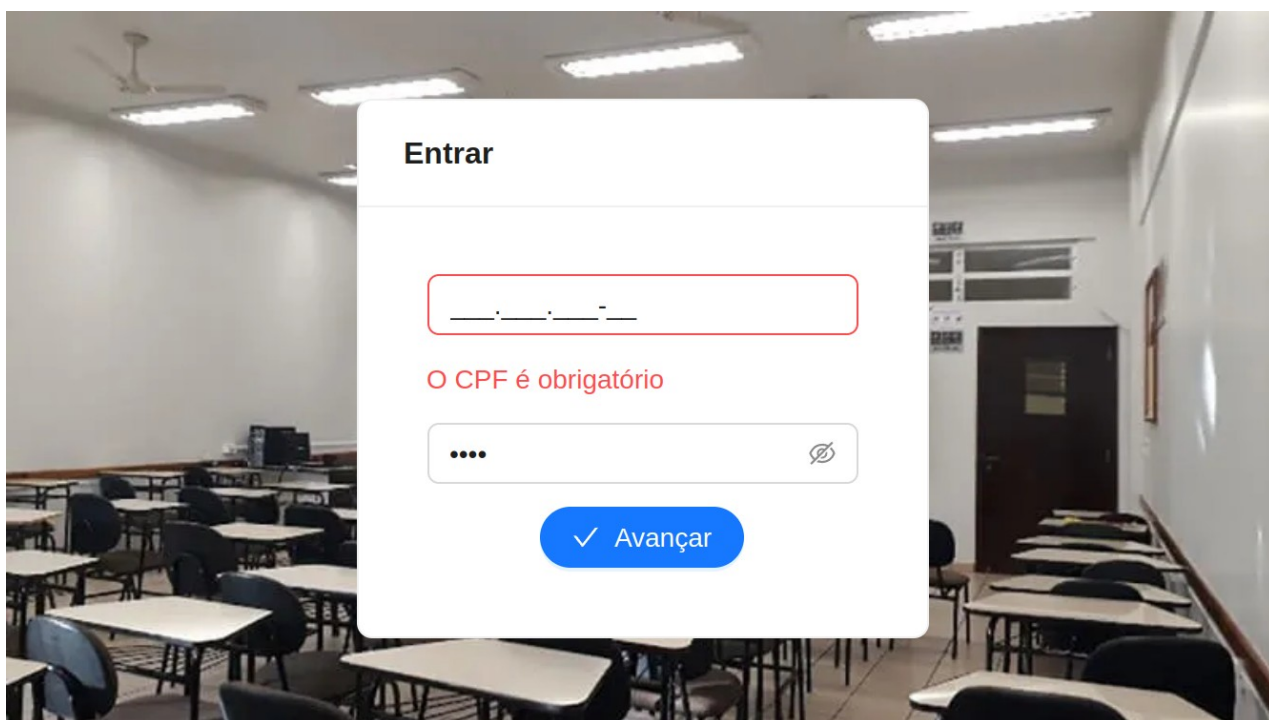 Entrar
___.___.___-__
O CPF é obrigatório
••••
Avançar